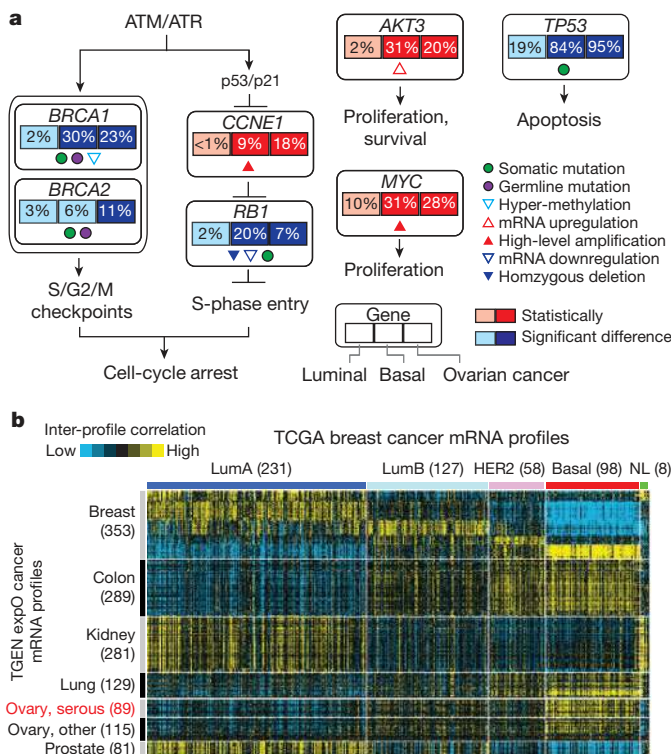 a
ATM/ATR
p53/p21
BRCA1
2% 30% 23%
BRCA2
3% 6% 11%
S/G2/M
checkpoints
CCNE1
<1% 9% 18%
RB1
2% 20% 7%
S-phase entry
Cell-cycle arrest
AKT3
2% 31% 20%
Proliferation,
survival
MYC
10% 31% 28%
Proliferation
TP53
19% 84% 95%
Apoptosis
Somatic mutation
Germline mutation
Hyper-methylation
mRNA upregulation
High-level amplification
mRNA downregulation
Homzygous deletion
Gene
Luminal Basal Ovarian cancer
Statistically
Significant difference
b
Inter-profile correlation
Low High
TCGA breast cancer mRNA profiles
LumA (231) LumB (127) HER2 (58) Basal (98) NL (8)
TGEN expO cancer
mRNA profiles
Breast
(353)
Colon
(289)
Kidney
(281)
Lung (129)
Ovary, serous (89)
Ovary, other (115)
Prostate (81)